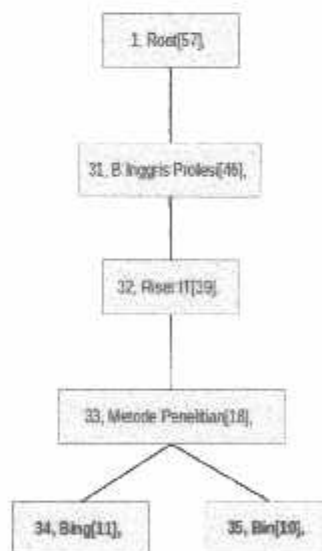 1, Root[57],
31, B Inggris Profesi[46],
32, Riset IT[39],
33, Metode Penelitian[18],
34, BIng[11],
35, BIn[10],